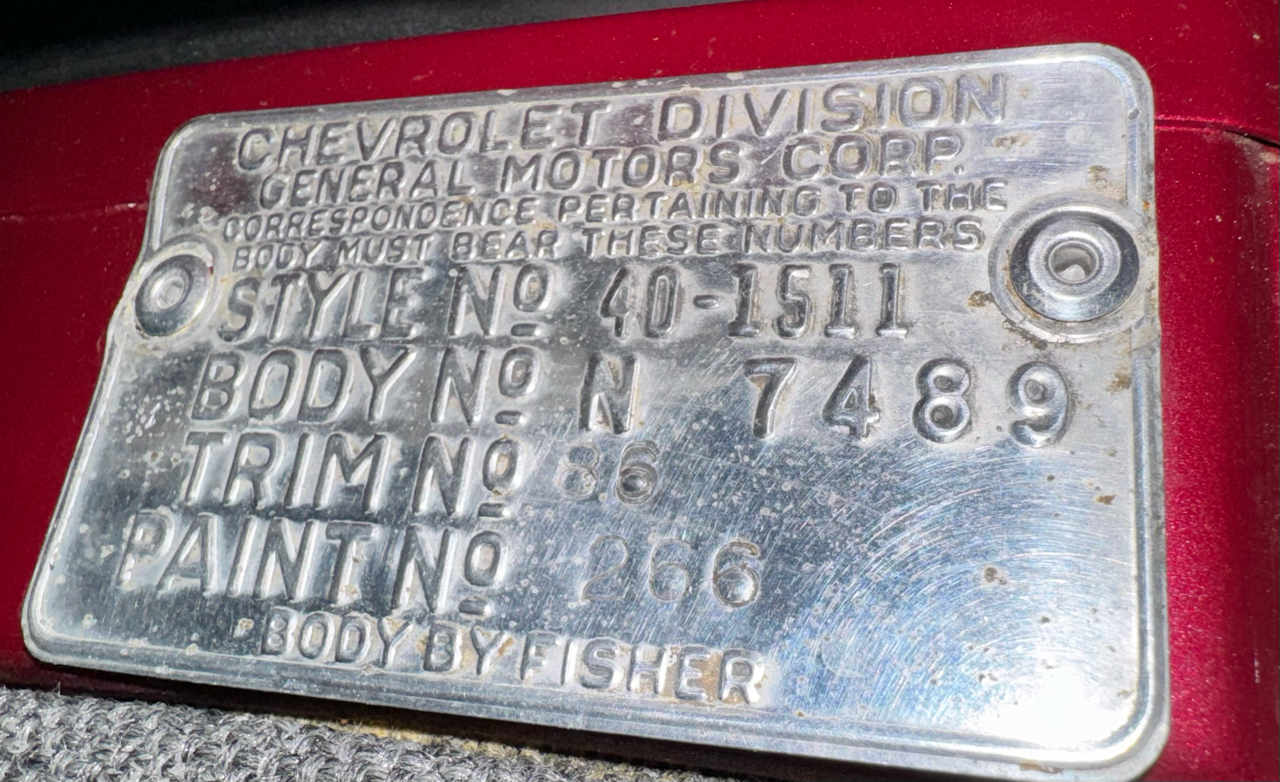 CHEVROLET DIVISION
GENERAL MOTORS CORP.
CORRESPONDENCE PERTAINING TO THE
BODY MUST BEAR THESE NUMBERS
STYLE Nº 40-1511
BODY Nº N 7489
TRIM Nº 86
PAINT Nº 266
BODY BY FISHER